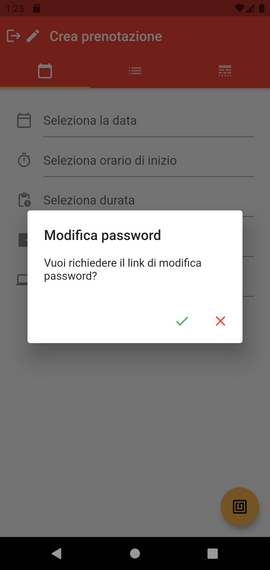 1:25
Crea prenotazione
Seleziona la data
Seleziona orario di inizio
Seleziona durata
Modifica password
Vuoi richiedere il link di modifica
password?